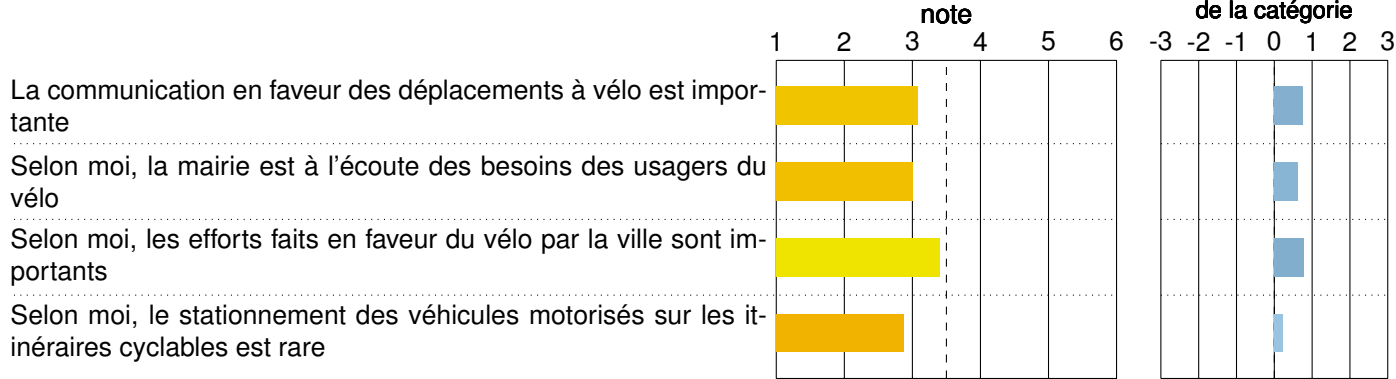 note
de la catégorie
1 2 3 4 5 6
-3 -2 -1 0 1 2 3
La communication en faveur des déplacements à vélo est impor-
tante
Selon moi, la mairie est à l'écoute des besoins des usagers du
vélo
Selon moi, les efforts faits en faveur du vélo par la ville sont im-
portants
Selon moi, le stationnement des véhicules motorisés sur les it-
inéraires cyclables est rare